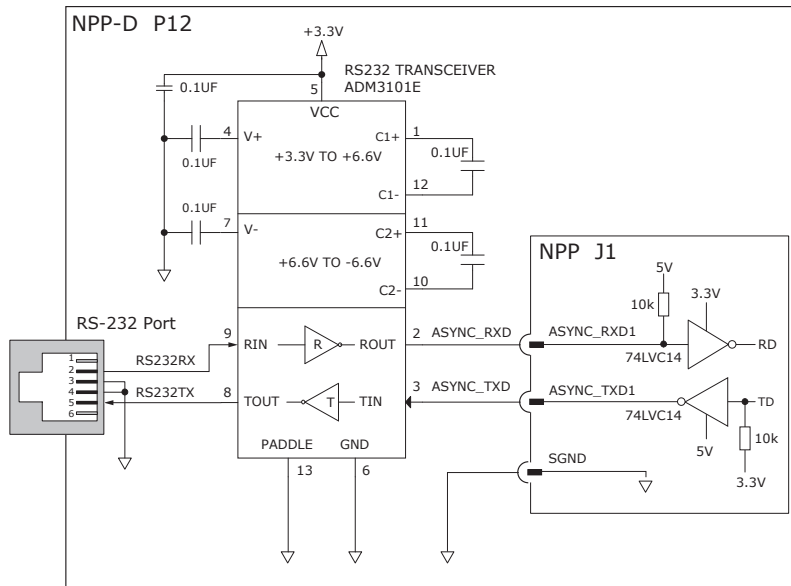 NPP-D P12
+3.3V
RS232 TRANSCEIVER
ADM3101E
0.1UF
5
VCC
4
V+
C1+
1
0.1UF
+3.3V TO +6.6V
0.1UF
C1-
12
0.1UF
7
V-
C2+
11
+6.6V TO -6.6V
0.1UF
C2-
10
NPP J1
5V
3.3V
10k
RS-232 Port
9
RIN
R
ROUT
2
ASYNC_RXD
ASYNC_RXD1
RD
74LVC14
1
2
3
4
5
6
RS232RX
RS232TX
8
TOUT
T
TIN
3
ASYNC_TXD
ASYNC_TXD1
74LVC14
TD
5V
10k
3.3V
PADDLE
GND
13
6
SGND